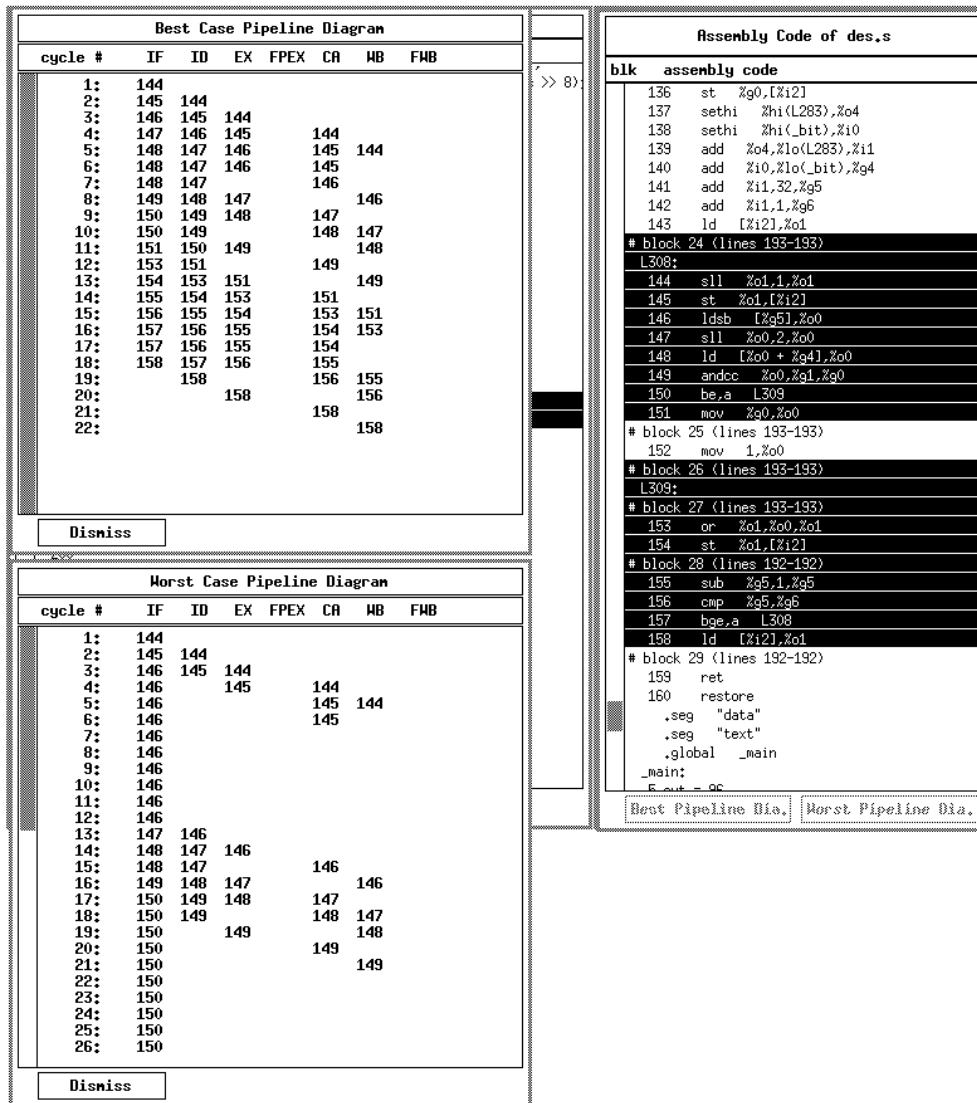 Best Case Pipeline Diagram
cycle # IF ID EX FPEX CA WB FWB
1: 144
2: 145 144
3: 146 145 144
4: 147 146 145 144
5: 148 147 146 145 144
6: 148 147 146 145
7: 148 147 146
8: 149 148 147 146
9: 150 149 148 147
10: 150 149 148 147
11: 151 150 149 148
12: 153 151 149
13: 154 153 151 149
14: 155 154 153 151
15: 156 155 154 153 151
16: 157 156 155 154 153
17: 157 156 155 154
18: 158 157 156 155
19: 158 156 155
20: 158 156
21: 158
22: 158
Dismiss
Worst Case Pipeline Diagram
cycle # IF ID EX FPEX CA WB FWB
1: 144
2: 145 144
3: 146 145 144
4: 146 145 144
5: 146 145 144
6: 146 145
7: 146
8: 146
9: 146
10: 146
11: 146
12: 146
13: 147 146
14: 148 147 146
15: 148 147 146
16: 149 148 147 146
17: 150 149 148 147
18: 150 149 148 147
19: 150 149 148
20: 150 149
21: 150 149
22: 150
23: 150
24: 150
25: 150
26: 150
Dismiss
>> 8);
Assembly Code of des.s
blk assembly code
136 st %g0,[%i2]
137 sethi %hi(L283),%o4
138 sethi %hi(_bit),%i0
139 add %o4,%lo(L283),%i1
140 add %i0,%lo(_bit),%g4
141 add %i1,32,%g5
142 add %i1,1,%g6
143 ld [%i2],%o1
# block 24 (lines 193-193)
L308:
144 sll %o1,1,%o1
145 st %o1,[%i2]
146 ldsb [%g5],%o0
147 sll %o0,2,%o0
148 ld [%o0 + %g4],%o0
149 andcc %o0,%g1,%g0
150 be,a L309
151 mov %g0,%o0
# block 25 (lines 193-193)
152 mov 1,%o0
# block 26 (lines 193-193)
L309:
# block 27 (lines 193-193)
153 or %o1,%o0,%o1
154 st %o1,[%i2]
# block 28 (lines 192-192)
155 sub %g5,1,%g5
156 cmp %g5,%g6
157 bge,a L308
158 ld [%i2],%o1
# block 29 (lines 192-192)
159 ret
160 restore
.seg "data"
.seg "text"
.global _main
_main:
Best Pipeline Dia. Worst Pipeline Dia.